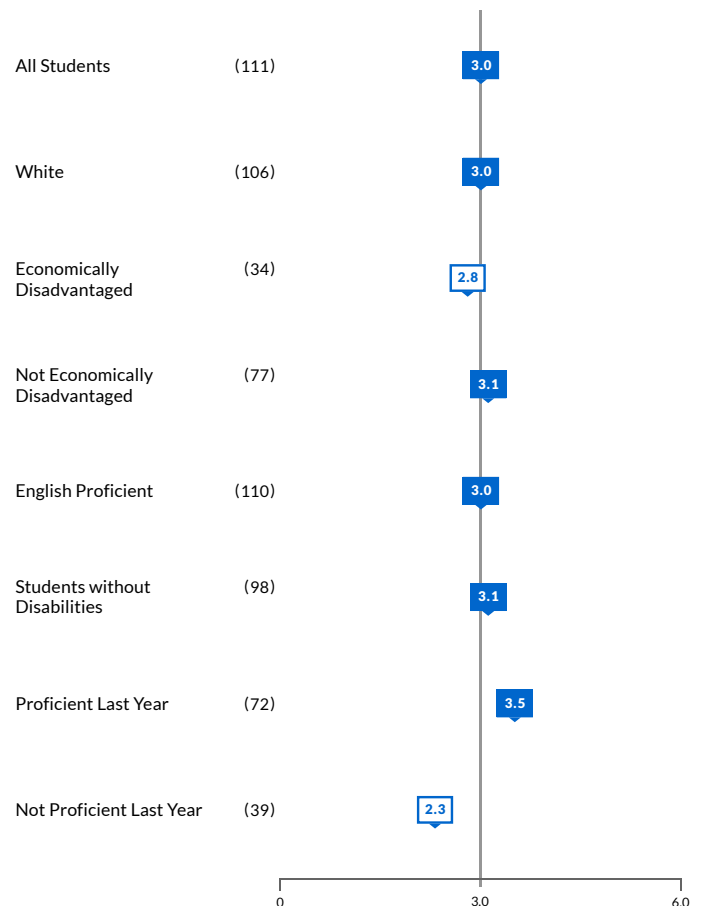 All Students (111) 3.0
White (106) 3.0
Economically (34) 2.8
Disadvantaged
Not Economically (77) 3.1
Disadvantaged
English Proficient (110) 3.0
Students without (98) 3.1
Disabilities
Proficient Last Year (72) 3.5
Not Proficient Last Year (39) 2.3
0 3.0 6.0